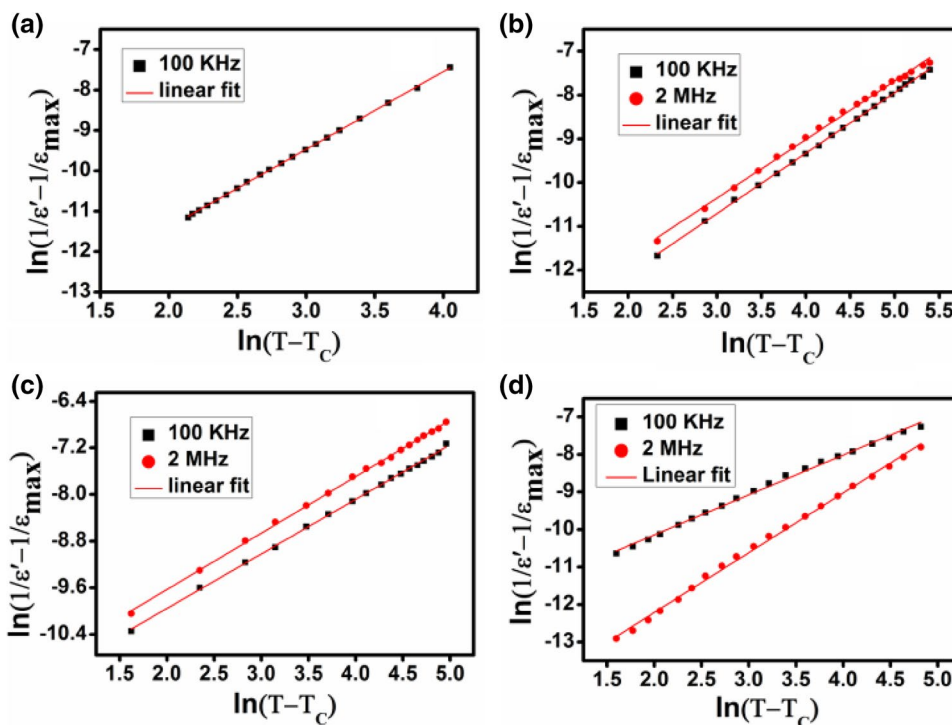 (a)
-7
-8
-9
-10
-11
-12
-13
ln(1/ε′−1/εmax)
100 KHz
linear fit
1.5 2.0 2.5 3.0 3.5 4.0
ln(T−TC)
(b)
-7
-8
-9
-10
-11
-12
ln(1/ε′−1/εmax)
100 KHz
2 MHz
linear fit
1.5 2.0 2.5 3.0 3.5 4.0 4.5 5.0 5.5
ln(T−TC)
(c)
-6.4
-7.2
-8.0
-8.8
-9.6
-10.4
ln(1/ε′−1/εmax)
100 KHz
2 MHz
linear fit
1.5 2.0 2.5 3.0 3.5 4.0 4.5 5.0
ln(T−TC)
(d)
-7
-8
-9
-10
-11
-12
-13
ln(1/ε′−1/εmax)
100 KHz
2 MHz
Linear fit
1.5 2.0 2.5 3.0 3.5 4.0 4.5 5.0
ln(T−TC)